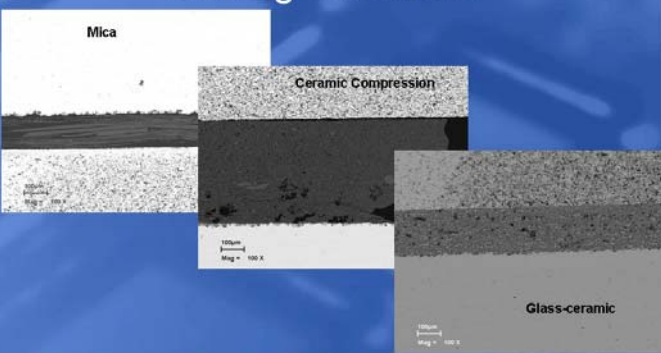 Mica
100µm
Mag = 100 X
Ceramic Compression
100µm
Mag = 100 X
100µm
Mag = 100 X
Glass-ceramic